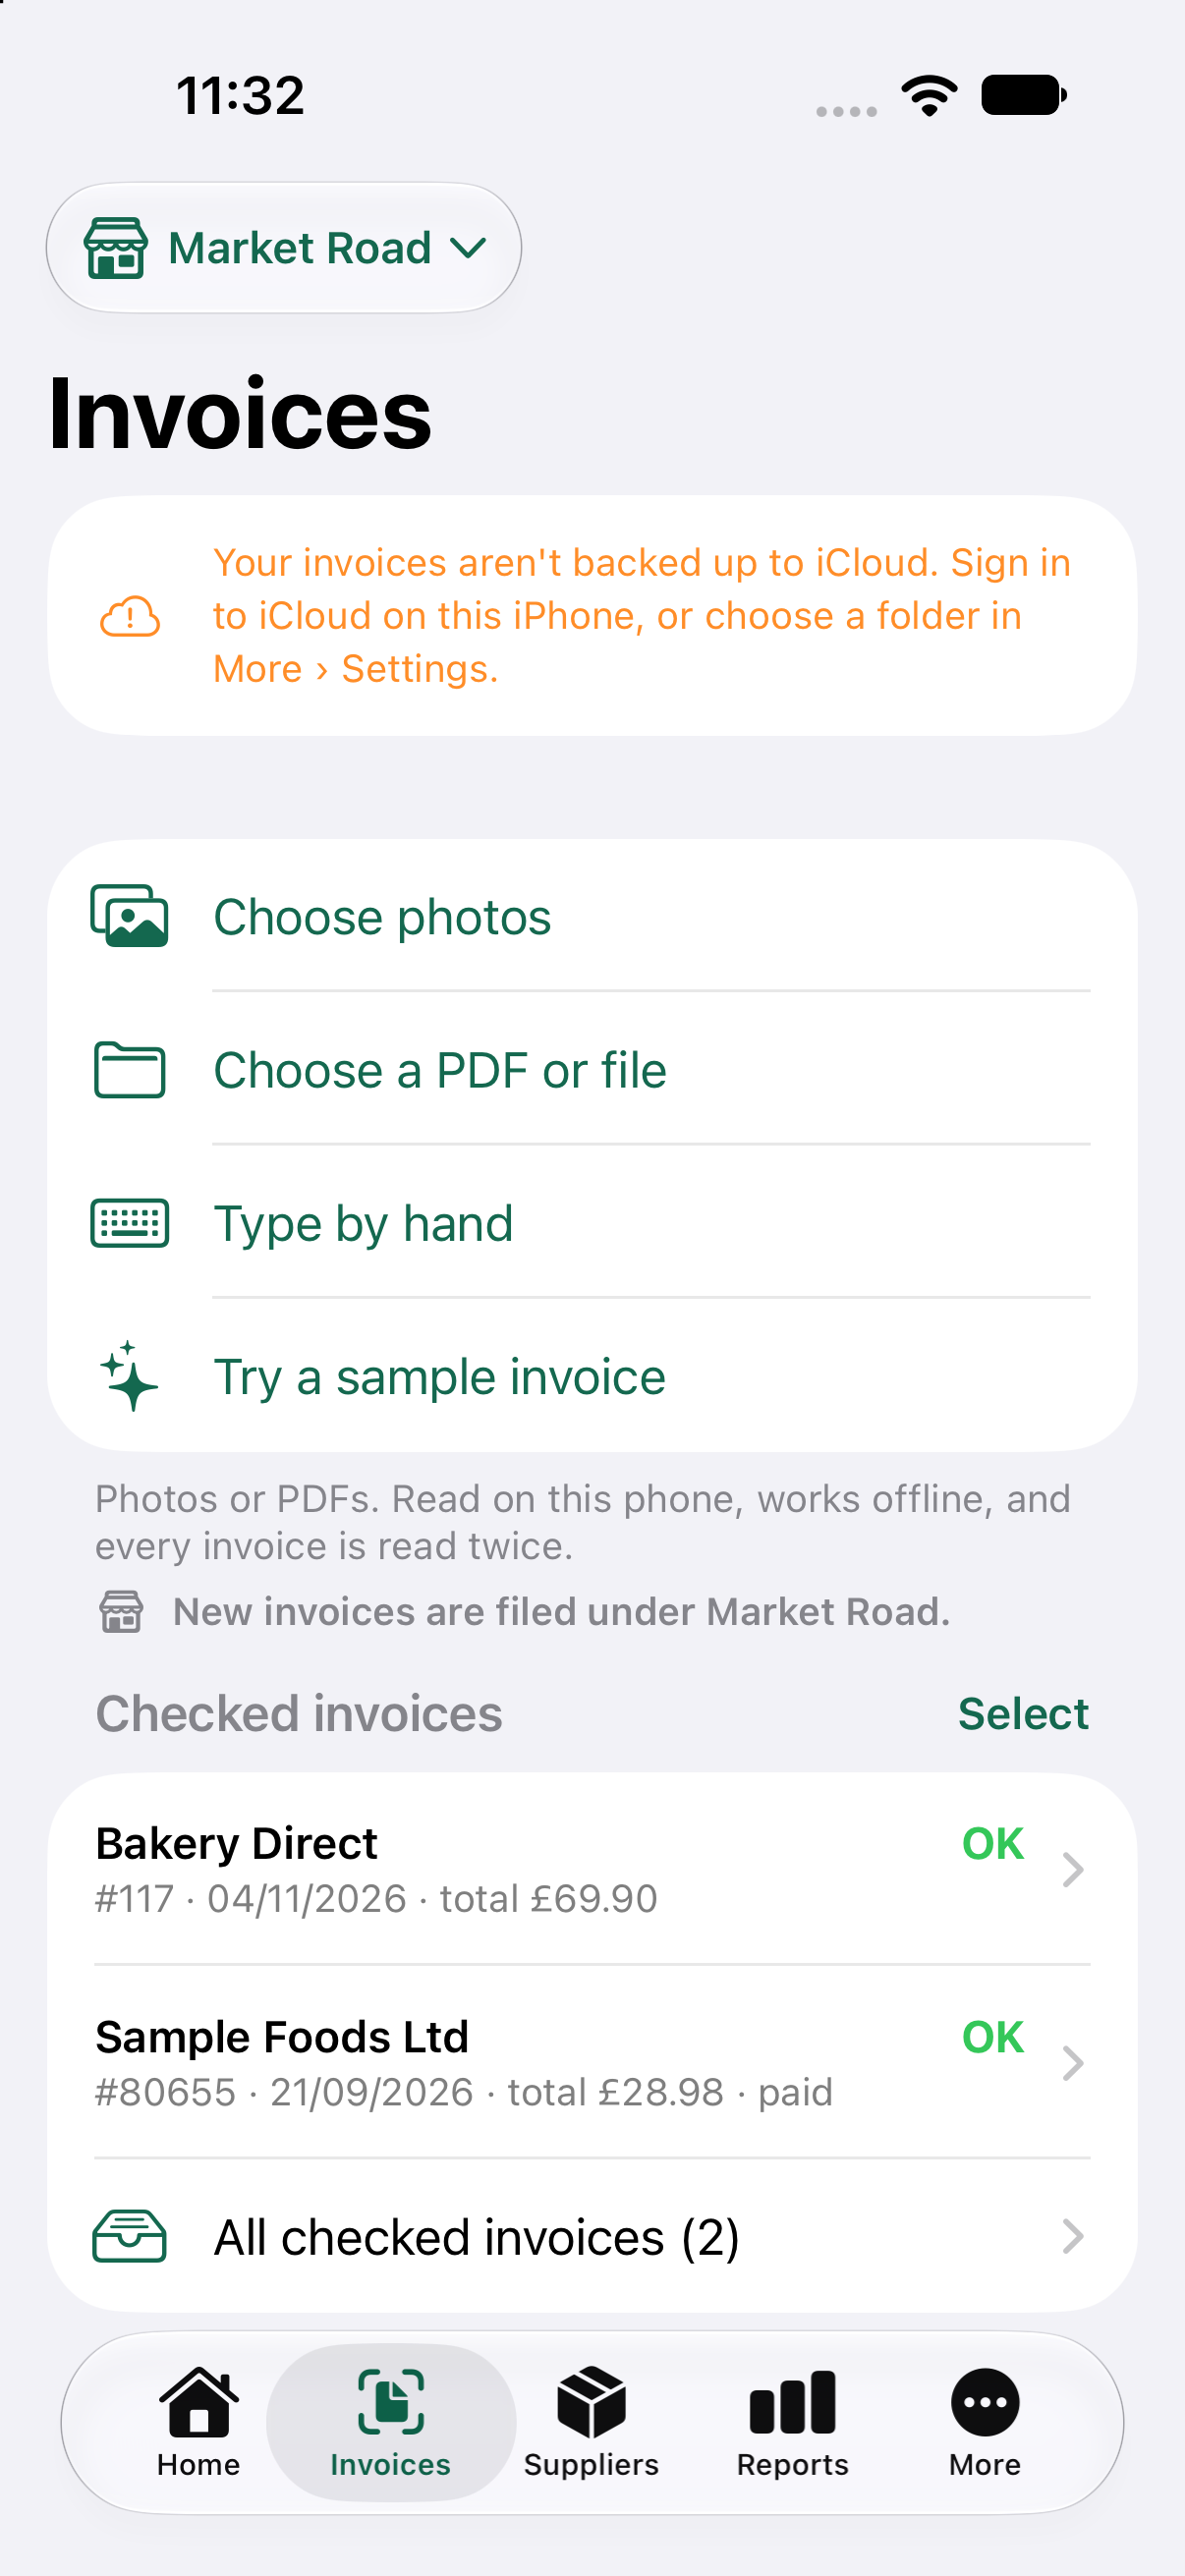 11:32
Market Road
Invoices
Your invoices aren't backed up to iCloud. Sign in
to iCloud on this iPhone, or choose a folder in
More › Settings.
Choose photos
Choose a PDF or file
Type by hand
Try a sample invoice
Photos or PDFs. Read on this phone, works offline, and
every invoice is read twice.
New invoices are filed under Market Road.
Checked invoices
Select
Bakery Direct
OK
#117 · 04/11/2026 · total £69.90
Sample Foods Ltd
OK
#80655 · 21/09/2026 · total £28.98 · paid
All checked invoices (2)
Home
Invoices
Suppliers
Reports
More